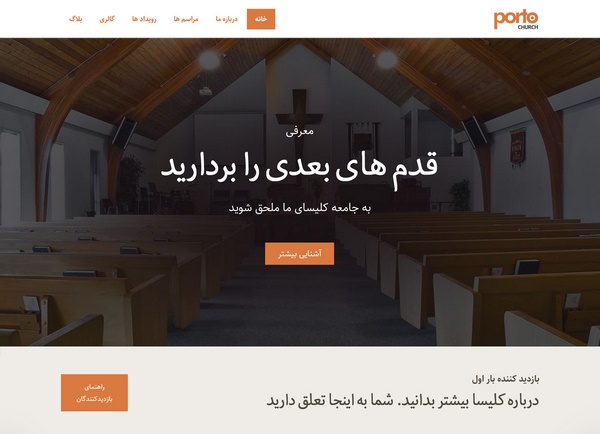 porto
CHURCH
خانه درباره ما مراسم ها رویداد ها گالری بلاگ
معرفی
قدم های بعدی را بردارید
به جامعه کلیسای ما ملحق شوید
آشنایی بیشتر
بازدید کننده بار اول
درباره کلیسا بیشتر بدانید. شما به اینجا تعلق دارید
راهنمای
بازدیدکنندگان